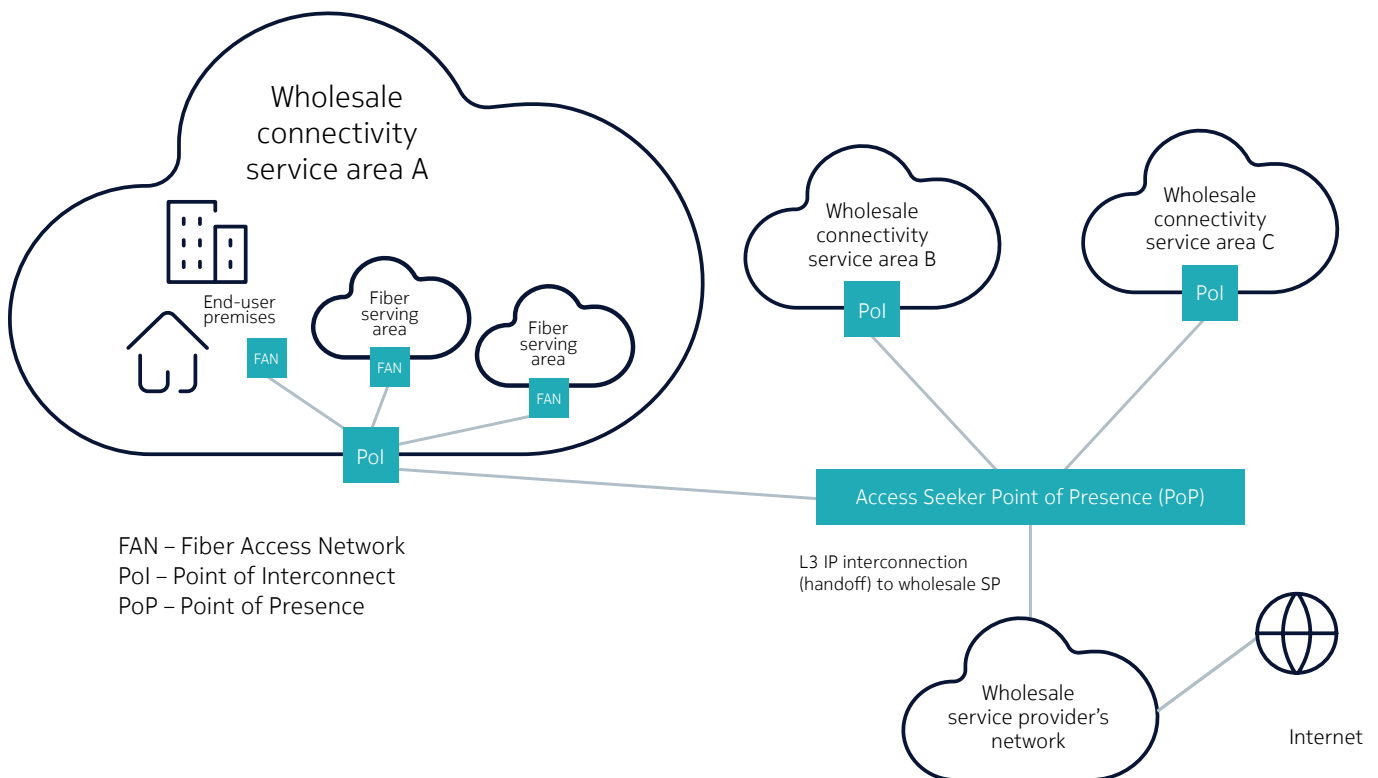 Wholesale
connectivity
service area A
End-user
premises
FAN
Fiber
serving
area
FAN
Fiber
serving
area
FAN
PoI
Wholesale
connectivity
service area B
PoI
Wholesale
connectivity
service area C
PoI
Access Seeker Point of Presence (PoP)
FAN – Fiber Access Network
PoI – Point of Interconnect
PoP – Point of Presence
L3 IP interconnection
(handoff) to wholesale SP
Wholesale
service provider’s
network
Internet